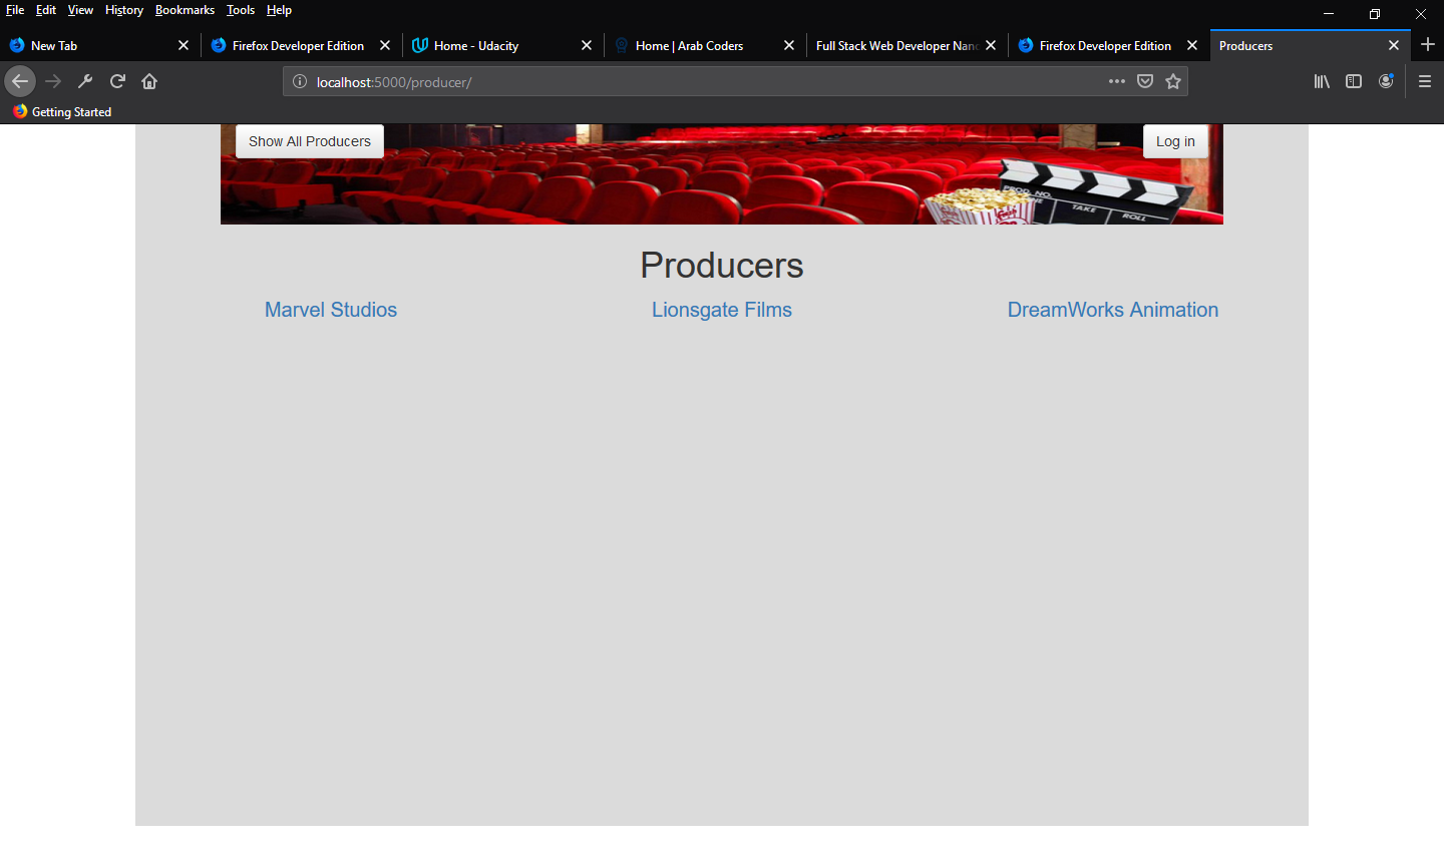 File Edit View History Bookmarks Tools Help
New Tab
Firefox Developer Edition
Home - Udacity
Home | Arab Coders
Full Stack Web Developer Nan
Firefox Developer Edition
Producers
localhost:5000/producer/
Getting Started
Show All Producers
Log in
PROD. NO.
TAKE
ROLL
Producers
Marvel Studios
Lionsgate Films
DreamWorks Animation